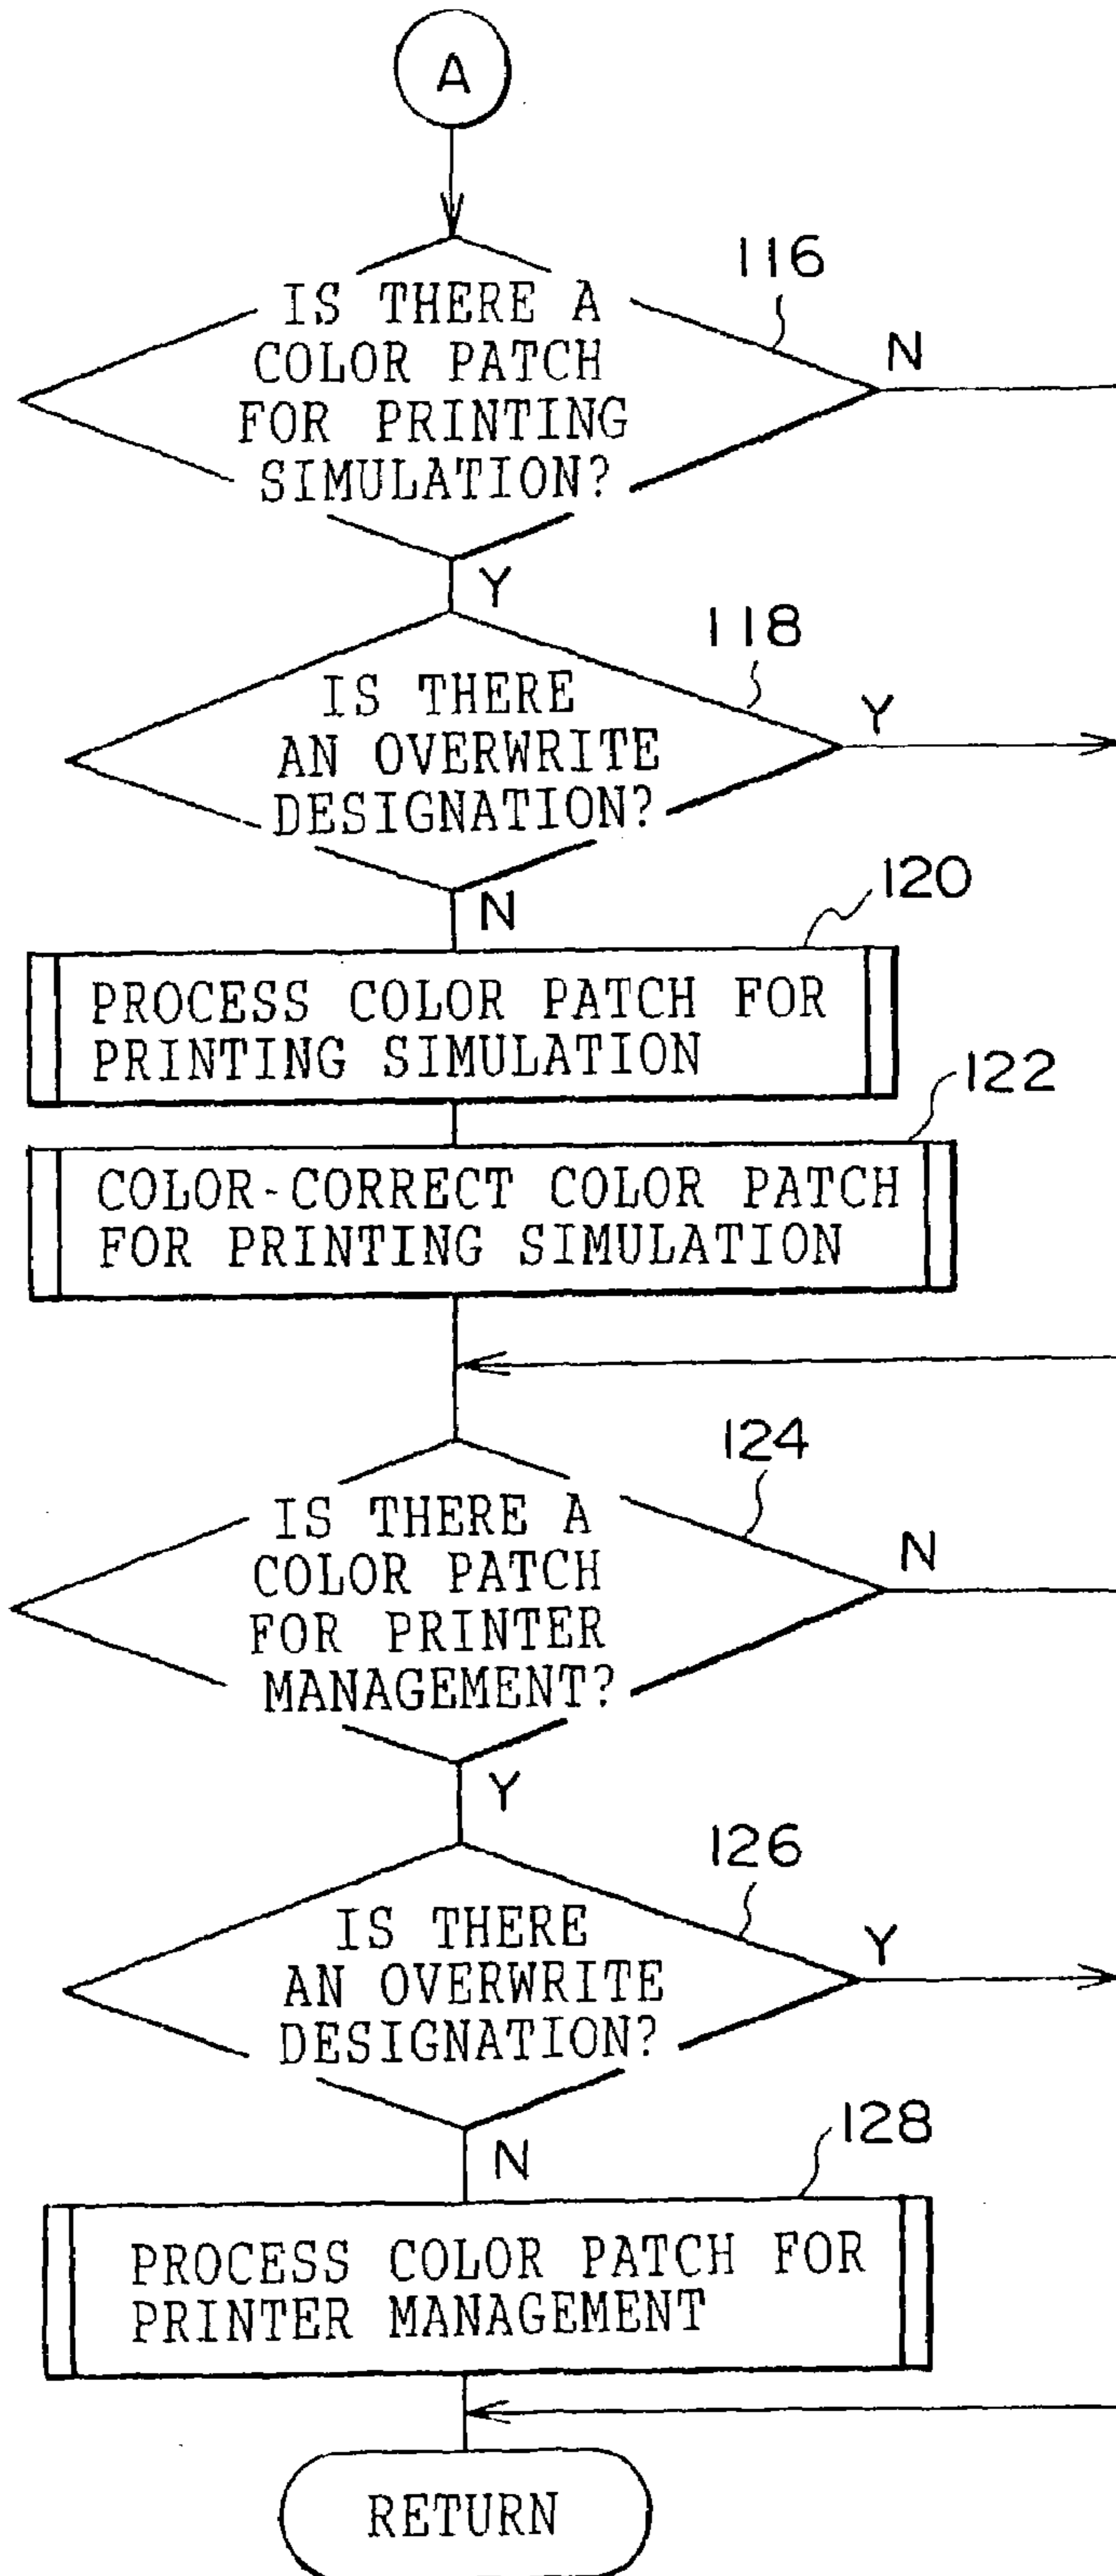 A
116
IS THERE A
COLOR PATCH
FOR PRINTING
SIMULATION?
N
Y
118
IS THERE
AN OVERWRITE
DESIGNATION?
Y
N
120
PROCESS COLOR PATCH FOR
PRINTING SIMULATION
122
COLOR-CORRECT COLOR PATCH
FOR PRINTING SIMULATION
124
IS THERE A
COLOR PATCH
FOR PRINTER
MANAGEMENT?
N
Y
126
IS THERE
AN OVERWRITE
DESIGNATION?
Y
N
128
PROCESS COLOR PATCH FOR
PRINTER MANAGEMENT
RETURN